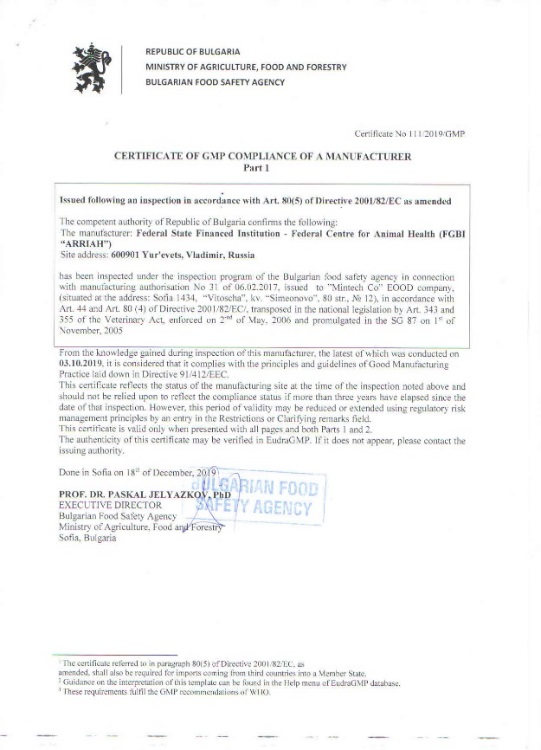 REPUBLIC OF BULGARIA
MINISTRY OF AGRICULTURE, FOOD AND FORESTRY
BULGARIAN FOOD SAFETY AGENCY
Certificate No 111/2019/GMP
CERTIFICATE OF GMP COMPLIANCE OF A MANUFACTURER
Part 1
Issued following an inspection in accordance with Art. 80(5) of Directive 2001/82/EC as amended
The competent authority of Republic of Bulgaria confirms the following:
The manufacturer: Federal State Financed Institution - Federal Centre for Animal Health (FGBI
“ARRIAH”)
Site address: 600901 Yur'evets, Vladimir, Russia
has been inspected under the inspection program of the Bulgarian food safety agency in connection
with manufacturing authorisation No 31 of 06.02.2017, issued to "Mintech Co" EOOD company,
(situated at the address: Sofia 1434, "Vitoscha", kv. "Simeonovo", 80 str., № 12), in accordance with
Art. 44 and Art. 80 (4) of Directive 2001/82/EC/, transposed in the national legislation by Art. 343 and
355 of the Veterinary Act, enforced on 2nd of May, 2006 and promulgated in the SG 87 on 1st of
November, 2005
From the knowledge gained during inspection of this manufacturer, the latest of which was conducted on
03.10.2019, it is considered that it complies with the principles and guidelines of Good Manufacturing
Practice laid down in Directive 91/412/EEC.
This certificate reflects the status of the manufacturing site at the time of the inspection noted above and
should not be relied upon to reflect the compliance status if more than three years have elapsed since the
date of that inspection. However, this period of validity may be reduced or extended using regulatory risk
management principles by an entry in the Restrictions or Clarifying remarks field.
This certificate is valid only when presented with all pages and both Parts 1 and 2.
The authenticity of this certificate may be verified in EudraGMP. If it does not appear, please contact the
issuing authority.
Done in Sofia on 18th of December, 2019
BULGARIAN FOOD
SAFETY AGENCY
PROF. DR. PASKAL JELYAZKOV, PhD
EXECUTIVE DIRECTOR
Bulgarian Food Safety Agency
Ministry of Agriculture, Food and Forestry
Sofia, Bulgaria
1 The certificate referred to in paragraph 80(5) of Directive 2001/82/EC, as
amended, shall also be required for imports coming from third countries into a Member State.
2 Guidance on the interpretation of this template can be found in the Help menu of EudraGMP database.
3 These requirements fulfil the GMP recommendations of WHO.